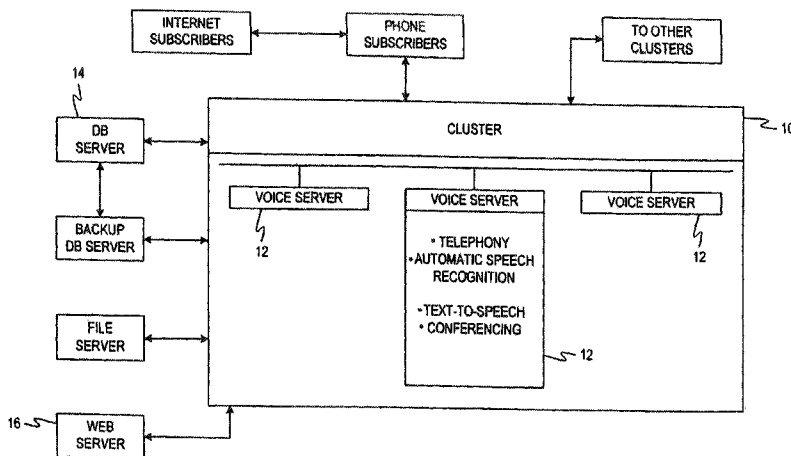 INTERNET
SUBSCRIBERS
PHONE
SUBSCRIBERS
TO OTHER
CLUSTERS
14
DB
SERVER
CLUSTER
10
VOICE SERVER
12
VOICE SERVER
VOICE SERVER
12
BACKUP
DB SERVER
* TELEPHONY
*AUTOMATIC SPEECH
RECOGNITION
* TEXT-TO-SPEECH
* CONFERENCING
12
FILE
SERVER
16
WEB
SERVER